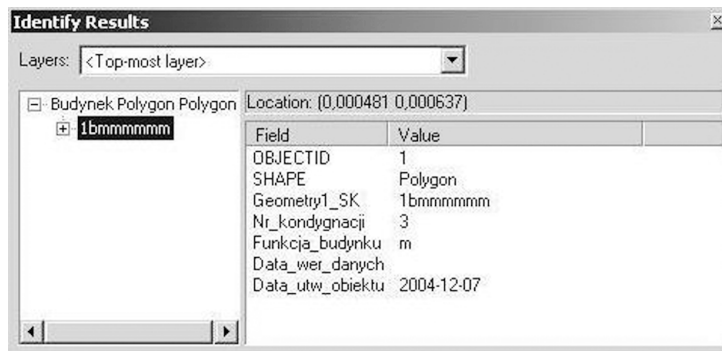 Identify Results
Layers: <Top-most layer>
Budynek Polygon Polygon
1bmmmmmm
Location: (0,000481 0,000637)
Field Value
OBJECTID 1
SHAPE Polygon
Geometry1_SK 1bmmmmmm
Nr_kondygnacji 3
Funkcja_budynku m
Data_wer_danych
Data_utw_obiektu 2004-12-07